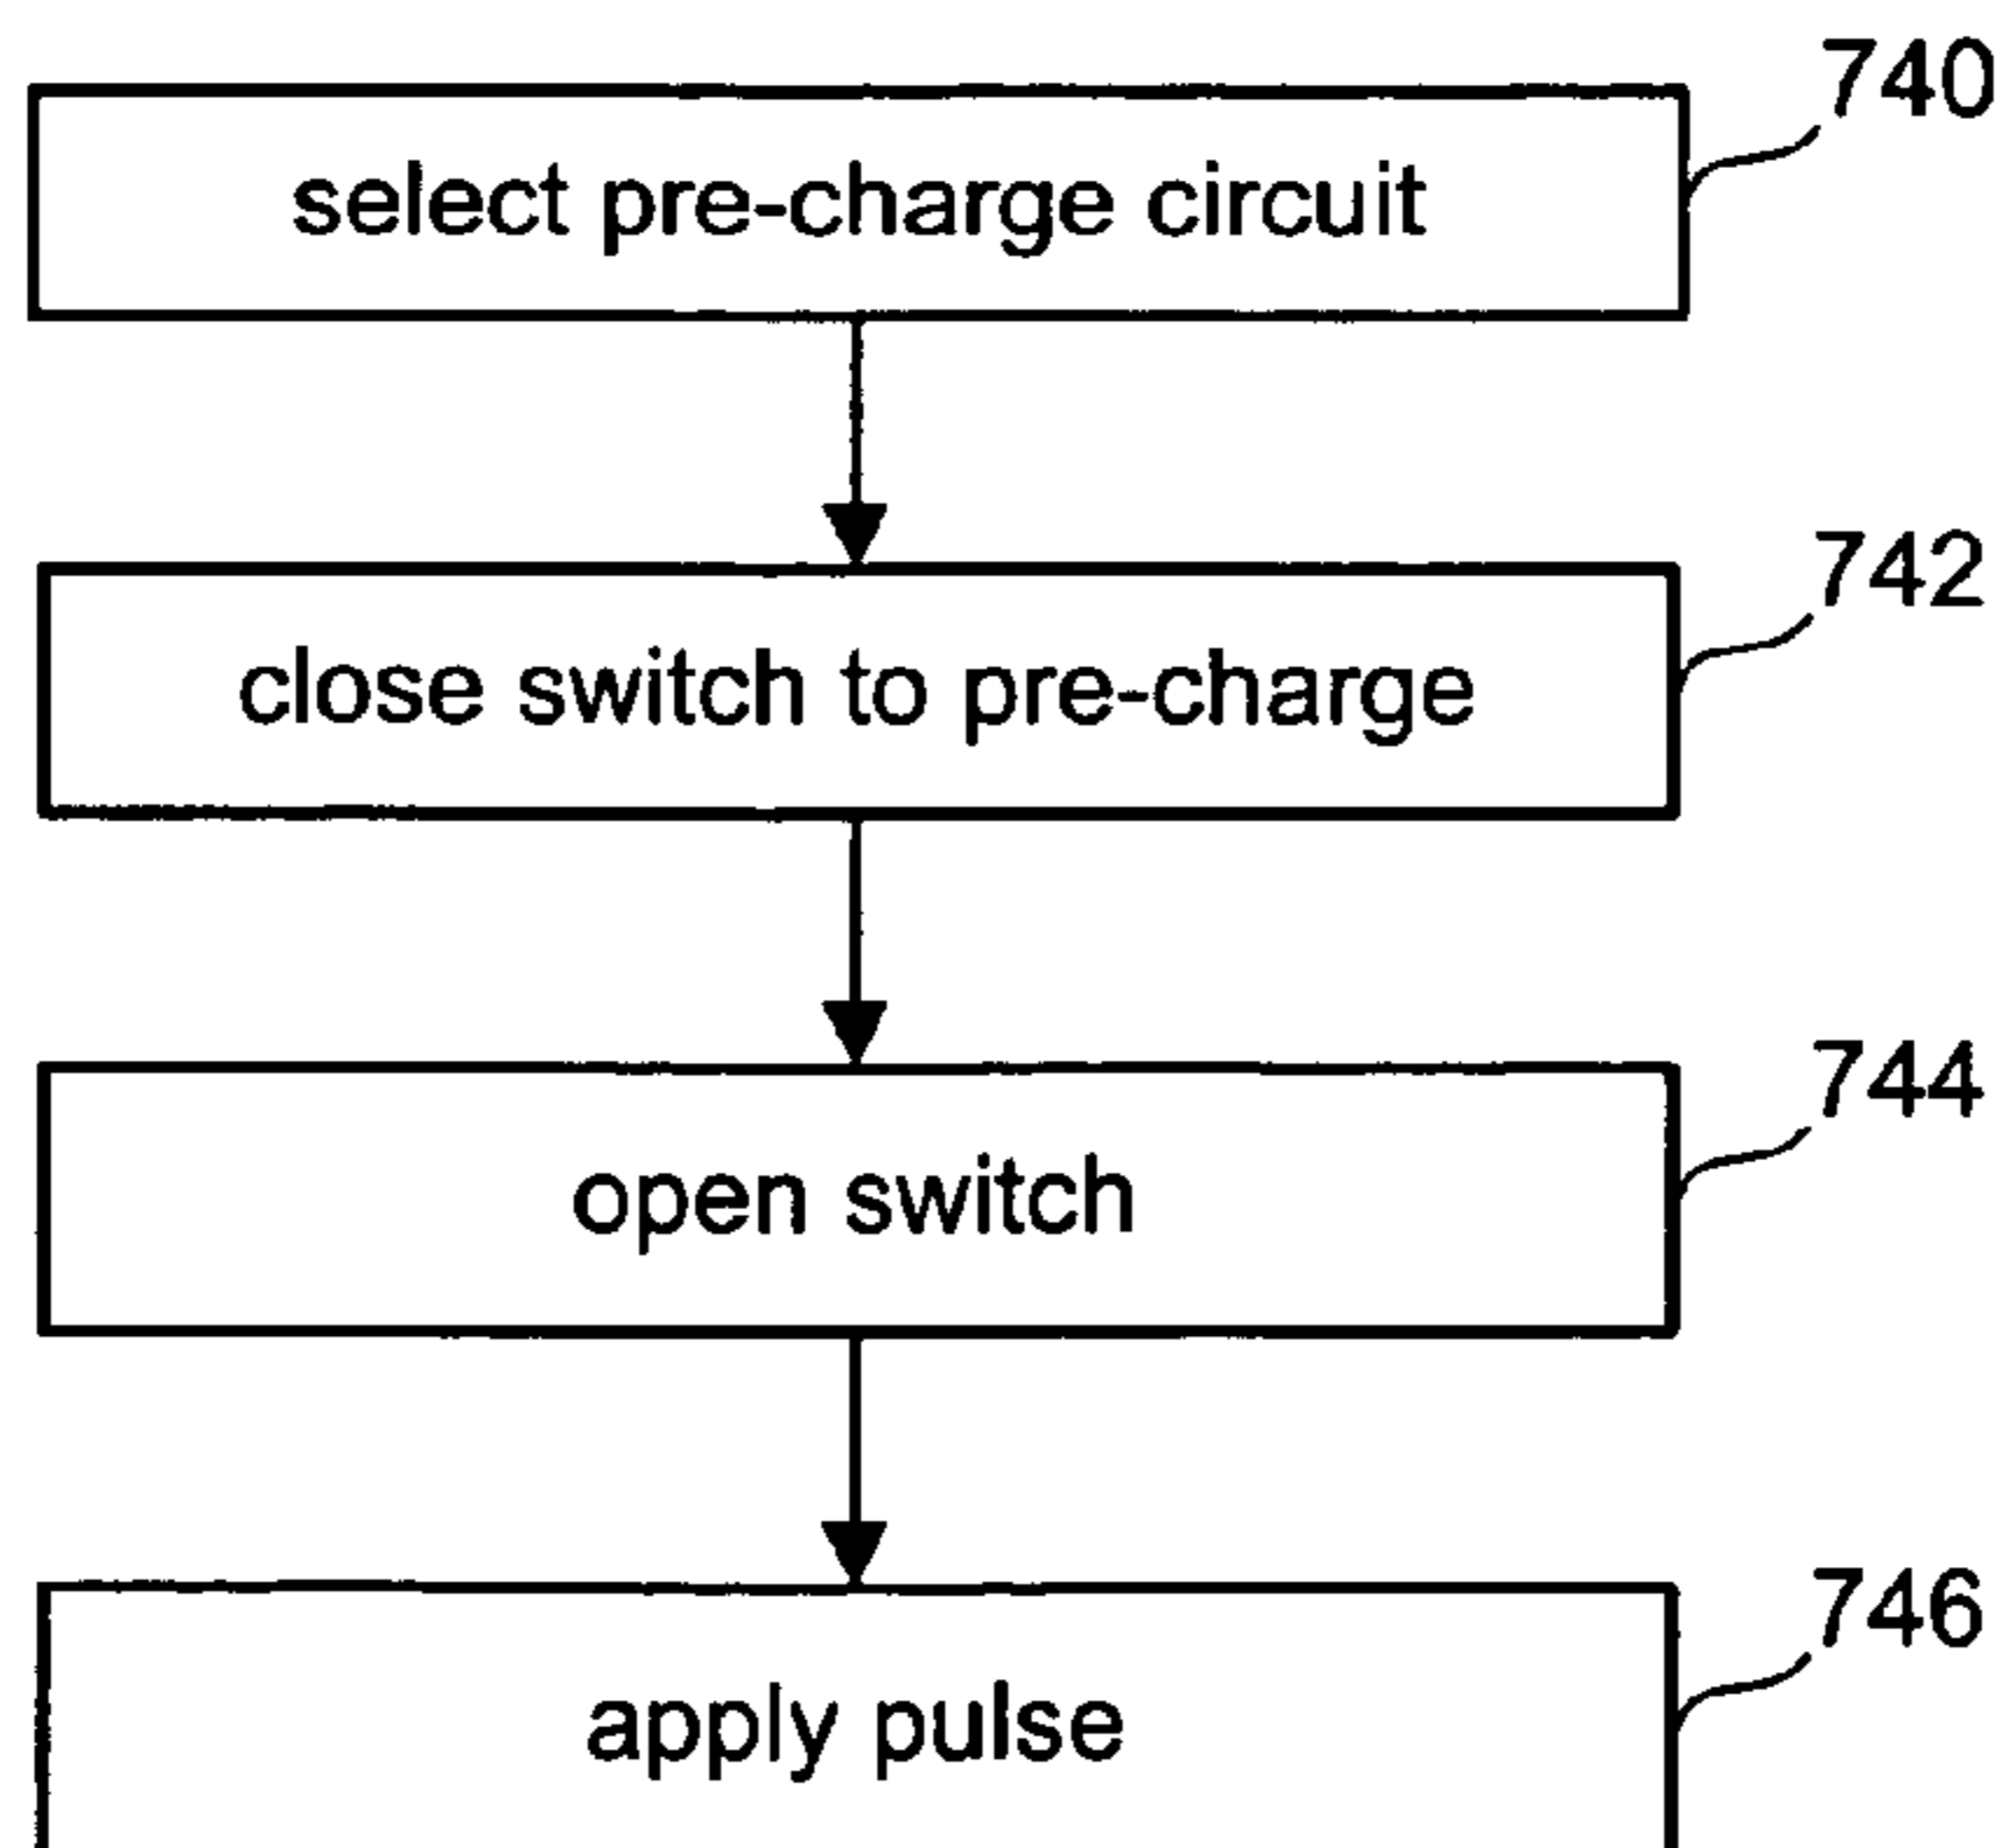 740
select pre-charge circuit
742
close switch to pre-charge
744
open switch
746
apply pulse